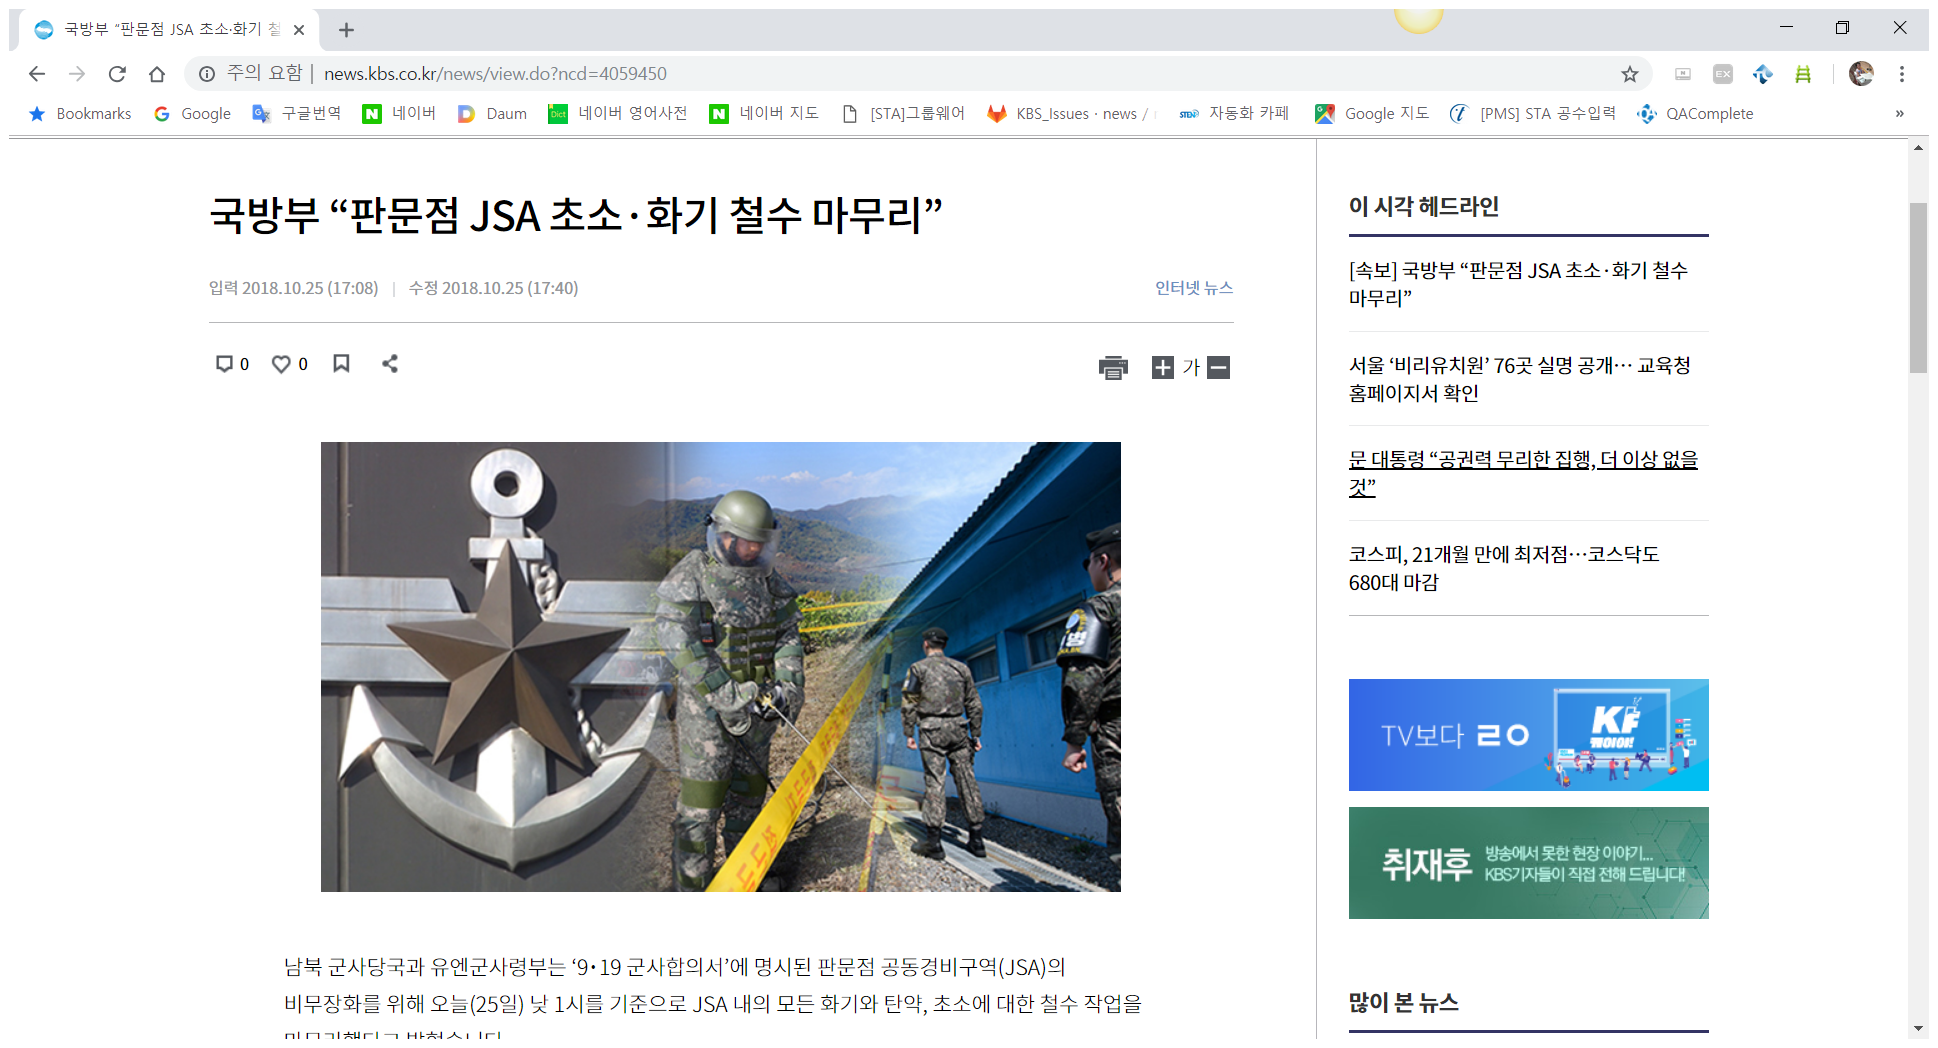 국방부 “판문점 JSA 초소·화기 철
주의 요함 | news.kbs.co.kr/news/view.do?ncd=4059450
Bookmarks Google 구글번역 네이버 Daum 네이버 영어사전 네이버 지도 [STA]그룹웨어 KBS_Issues · news / 자동화 카페 Google 지도 [PMS] STA 공수입력 QAComplete »
국방부 “판문점 JSA 초소·화기 철수 마무리”
입력 2018.10.25 (17:08) | 수정 2018.10.25 (17:40) 인터넷 뉴스
0 0 가
남북 군사당국과 유엔군사령부는 ‘9·19 군사합의서’에 명시된 판문점 공동경비구역(JSA)의
비무장화를 위해 오늘(25일) 낮 1시를 기준으로 JSA 내의 모든 화기와 탄약, 초소에 대한 철수 작업을
이 시각 헤드라인
[속보] 국방부 “판문점 JSA 초소·화기 철수
마무리”
서울 ‘비리유치원’ 76곳 실명 공개… 교육청
홈페이지서 확인
문 대통령 “공권력 무리한 집행, 더 이상 없을
것”
코스피, 21개월 만에 최저점…코스닥도
680대 마감
TV보다 ㄹㅇ
KF
케이야!
취재후
방송에서 못한 현장 이야기...
KBS기자들이 직접 전해 드립니다!
많이 본 뉴스